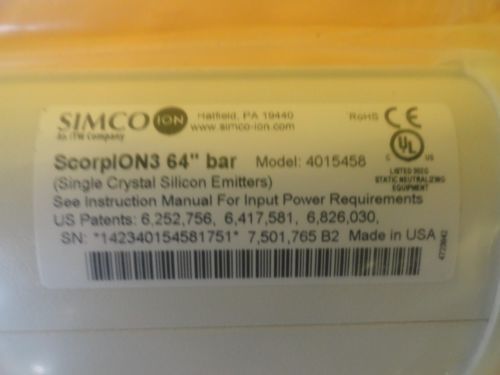 SIMCO ION
An ITW Company
Hatfield, PA 19440
www.simco-ion.com
RoHS CE
UL
LISTED
STATIC NEUTRALIZING
EQUIPMENT
ScorpION3 64" bar Model: 4015458
(Single Crystal Silicon Emitters)
See Instruction Manual For Input Power Requirements
US Patents: 6,252,756, 6,417,581, 6,826,030,
SN: *142340154581751* 7,501,765 B2 Made in USA